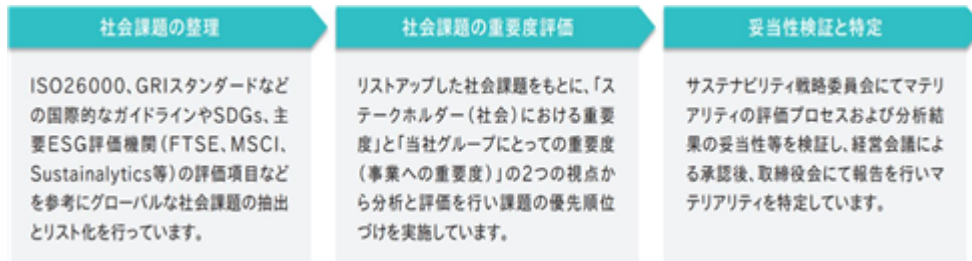 社会課題の整理
ISO26000、GRIスタンダードなど
の国際的なガイドラインやSDGs、主
要ESG評価機関(FTSE、MSCI、
Sustainalytics等)の評価項目など
を参考にグローバルな社会課題の抽出
とリスト化を行っています。
社会課題の重要度評価
リストアップした社会課題をもとに、「ス
テークホルダー(社会)における重要
度」と「当社グループにとっての重要度
(事業への重要度)」の2つの視点か
ら分析と評価を行い課題の優先順位
づけを実施しています。
妥当性検証と特定
サステナビリティ戦略委員会にてマテリ
アリティの評価プロセスおよび分析結
果の妥当性等を検証し、経営会議によ
る承認後、取締役会にて報告を行いマ
テリアリティを特定しています。